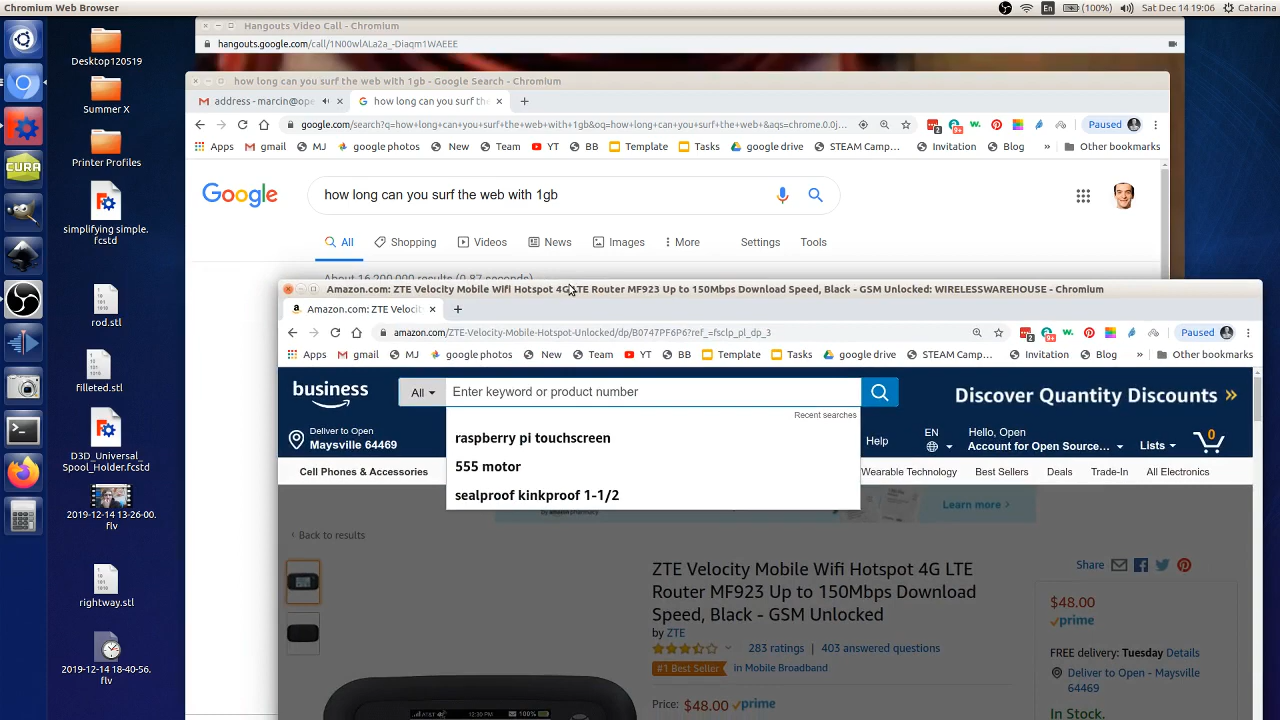 Chromium Web Browser
En
(100%)
Sat Dec 14 19:06
Catarina
Desktop120519
Summer X
Printer Profiles
simplifying simple.
fcstd
rod.stl
filleted.stl
D3D_Universal_
Spool_Holder.fcstd
2019-12-14 13-26-00.
flv
rightway.stl
2019-12-14 18-40-56.
flv
CURA
Hangouts Video Call - Chromium
hangouts.google.com/call/1N00wlALa2a_-Diaqm1WAEEE
how long can you surf the web with 1gb - Google Search - Chromium
address - marcin@ope
how long can you surf the
google.com/search?q=how+long+can+you+surf+the+web+with+1gb&oq=how+long+can+you+surf+the+web+&aqs=chrome.0.0j...
Paused
Apps gmail MJ google photos New Team YT BB Template Tasks google drive STEAM Camp... Invitation Blog » Other bookmarks
Google
how long can you surf the web with 1gb
All Shopping Videos News Images More Settings Tools
About 16,200,000 results (0.87 seconds)
Amazon.com: ZTE Velocity Mobile Wifi Hotspot 4G LTE Router MF923 Up to 150Mbps Download Speed, Black - GSM Unlocked: WIRELESSWAREHOUSE - Chromium
Amazon.com: ZTE Velocit
amazon.com/ZTE-Velocity-Mobile-Hotspot-Unlocked/dp/B0747PF6P6?ref_=fsclp_pl_dp_3
Paused
Apps gmail MJ google photos New Team YT BB Template Tasks google drive STEAM Camp... Invitation Blog » Other bookmarks
business
All
Enter keyword or product number
Discover Quantity Discounts »
Recent searches
raspberry pi touchscreen
555 motor
sealproof kinkproof 1-1/2
Deliver to Open
Maysville 64469
Help
EN
Hello, Open
Account for Open Source...
Lists
0
Cell Phones & Accessories
Wearable Technology Best Sellers Deals Trade-In All Electronics
Learn more ›
‹ Back to results
ZTE Velocity Mobile Wifi Hotspot 4G LTE
Router MF923 Up to 150Mbps Download
Speed, Black - GSM Unlocked
by ZTE
283 ratings | 403 answered questions
#1 Best Seller in Mobile Broadband
Price: $48.00 prime
Share
$48.00
prime
FREE delivery: Tuesday Details
Deliver to Open - Maysville
64469
In Stock.
12:30 PM
100%